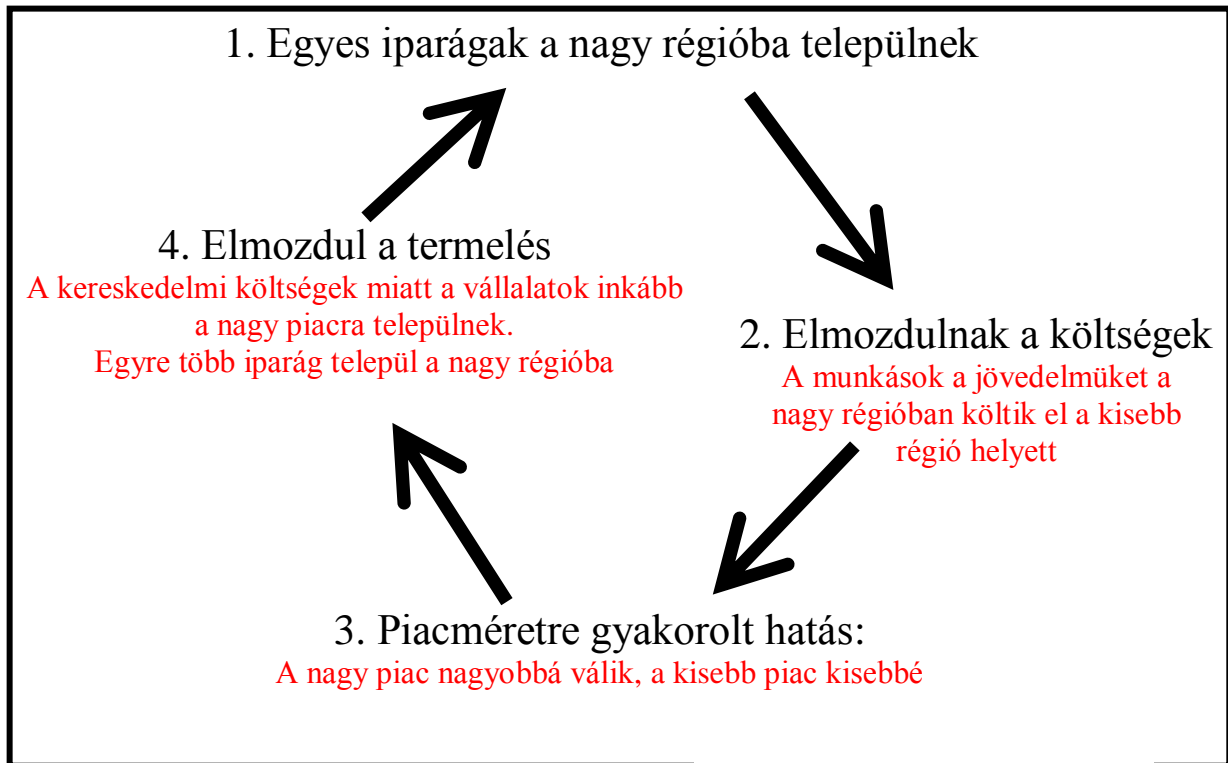 1. Egyes iparágak a nagy régióba települnek
2. Elmozdulnak a költségek
A munkások a jövedelmüket a
nagy régióban költik el a kisebb
régió helyett
3. Piacméretre gyakorolt hatás:
A nagy piac nagyobbá válik, a kisebb piac kisebbé
4. Elmozdul a termelés
A kereskedelmi költségek miatt a vállalatok inkább
a nagy piacra települnek.
Egyre több iparág települ a nagy régióba